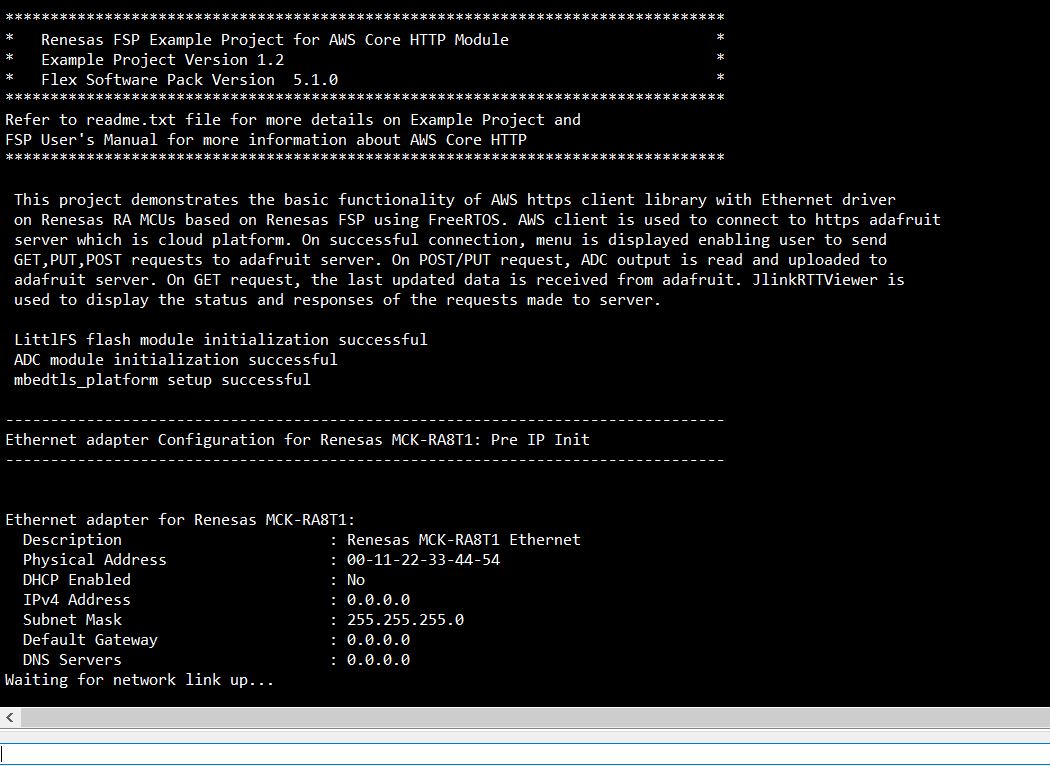 ********************************************************************************
*   Renesas FSP Example Project for AWS Core HTTP Module                       *
*   Example Project Version 1.2                                                *
*   Flex Software Pack Version  5.1.0                                          *
********************************************************************************
Refer to readme.txt file for more details on Example Project and
FSP User's Manual for more information about AWS Core HTTP
********************************************************************************
This project demonstrates the basic functionality of AWS https client library with Ethernet driver
on Renesas RA MCUs based on Renesas FSP using FreeRTOS. AWS client is used to connect to https adafruit
server which is cloud platform. On successful connection, menu is displayed enabling user to send
GET,PUT,POST requests to adafruit server. On POST/PUT request, ADC output is read and uploaded to
adafruit server. On GET request, the last updated data is received from adafruit. JlinkRTTViewer is
used to display the status and responses of the requests made to server.
LittlFS flash module initialization successful
ADC module initialization successful
mbedtls_platform setup successful
--------------------------------------------------------------------------------
Ethernet adapter Configuration for Renesas MCK-RA8T1: Pre IP Init
--------------------------------------------------------------------------------
Ethernet adapter for Renesas MCK-RA8T1:
  Description                       : Renesas MCK-RA8T1 Ethernet
  Physical Address                  : 00-11-22-33-44-54
  DHCP Enabled                      : No
  IPv4 Address                      : 0.0.0.0
  Subnet Mask                       : 255.255.255.0
  Default Gateway                   : 0.0.0.0
  DNS Servers                       : 0.0.0.0
Waiting for network link up...